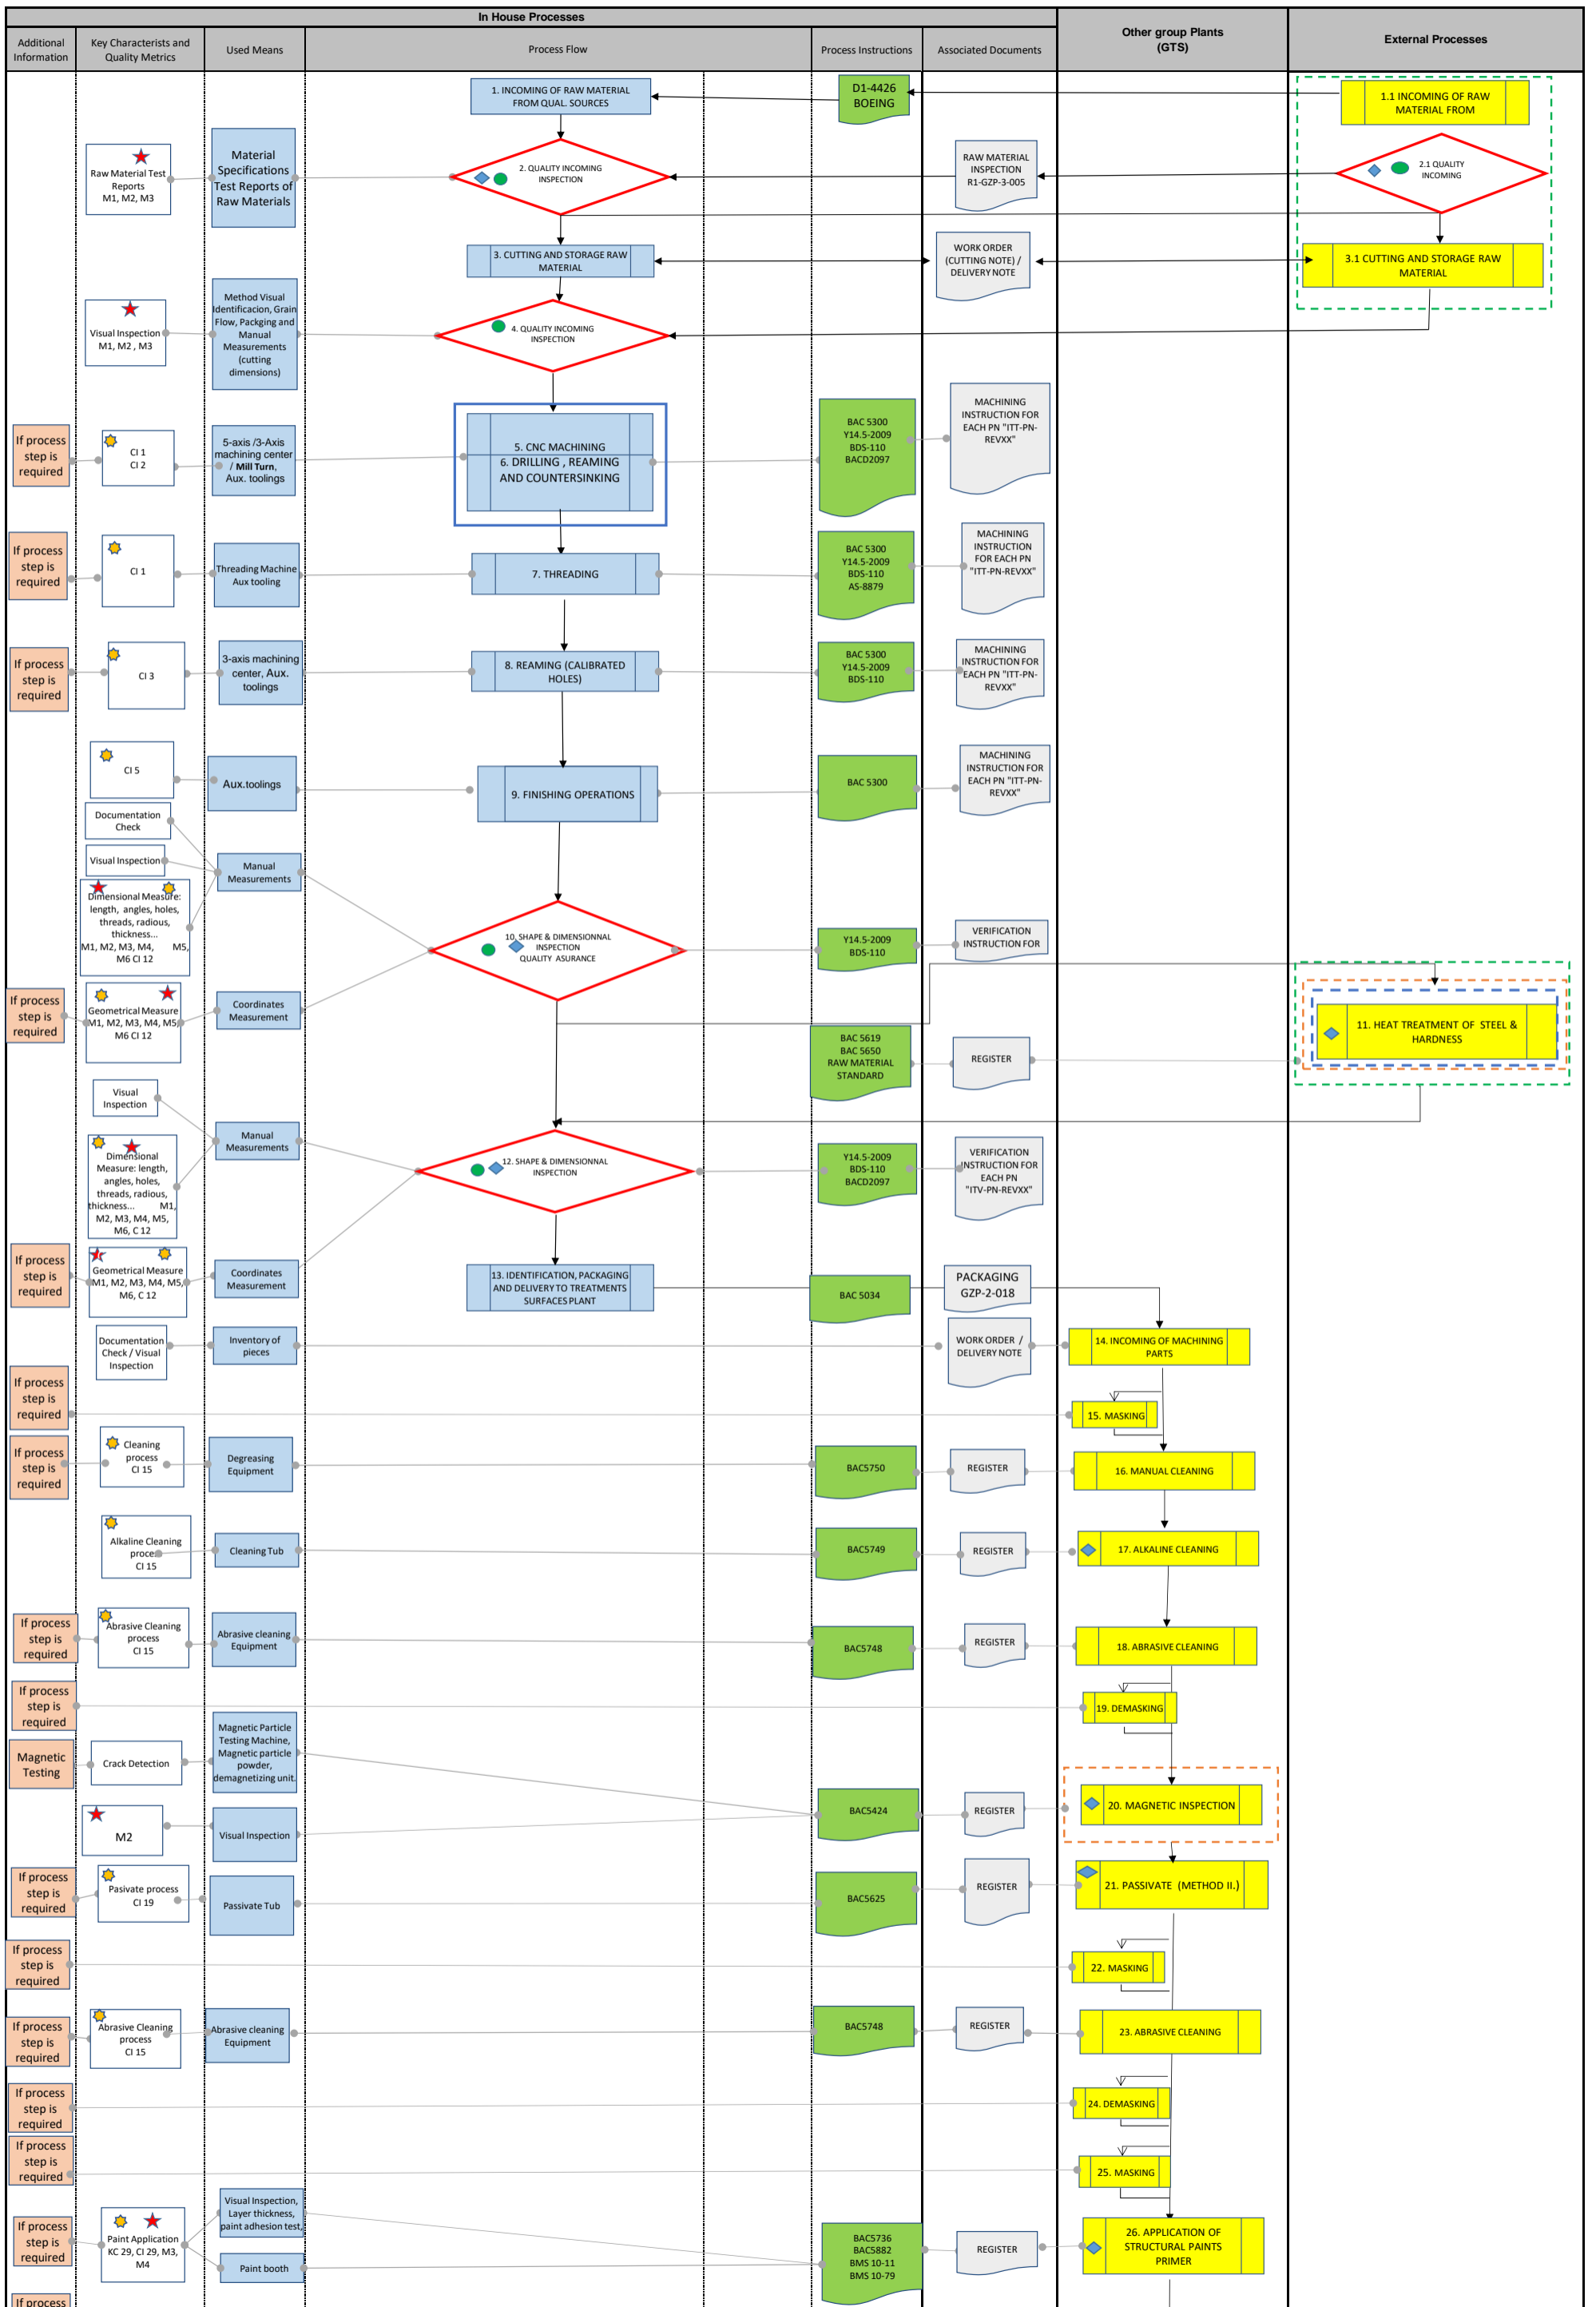 In House Processes
Other group Plants
(GTS)
External Processes
Additional
Information
Key Characterists and
Quality Metrics
Used Means
Process Flow
Process Instructions
Associated Documents
1. INCOMING OF RAW MATERIAL
FROM QUAL. SOURCES
D1-4426
BOEING
1.1 INCOMING OF RAW
MATERIAL FROM
Raw Material Test
Reports
M1, M2, M3
Material
Specifications
Test Reports of
Raw Materials
2. QUALITY INCOMING
INSPECTION
RAW MATERIAL
INSPECTION
R1-GZP-3-005
2.1 QUALITY
INCOMING
3. CUTTING AND STORAGE RAW
MATERIAL
WORK ORDER
(CUTTING NOTE) /
DELIVERY NOTE
3.1 CUTTING AND STORAGE RAW
MATERIAL
Visual Inspection
M1, M2 , M3
Method Visual
Identificacion, Grain
Flow, Packging and
Manual
Measurements
(cutting
dimensions)
4. QUALITY INCOMING
INSPECTION
If process
step is
required
CI 1
CI 2
5-axis /3-Axis
machining center
/ Mill Turn,
Aux. toolings
5. CNC MACHINING
6. DRILLING , REAMING
AND COUNTERSINKING
BAC 5300
Y14.5-2009
BDS-110
BACD2097
MACHINING
INSTRUCTION FOR
EACH PN "ITT-PN-
REVXX"
If process
step is
required
CI 1
Threading Machine
Aux tooling
7. THREADING
BAC 5300
Y14.5-2009
BDS-110
AS-8879
MACHINING
INSTRUCTION
FOR EACH PN
"ITT-PN-REVXX"
If process
step is
required
CI 3
3-axis machining
center, Aux.
toolings
8. REAMING (CALIBRATED
HOLES)
BAC 5300
Y14.5-2009
BDS-110
MACHINING
INSTRUCTION FOR
EACH PN "ITT-PN-
REVXX"
CI 5
Aux.toolings
9. FINISHING OPERATIONS
BAC 5300
MACHINING
INSTRUCTION FOR
EACH PN "ITT-PN-
REVXX"
Documentation
Check
Visual Inspection
Dimensional Measure:
length, angles, holes,
threads, radious,
thickness...
M1, M2, M3, M4, M5,
M6 CI 12
Manual
Measurements
10. SHAPE & DIMENSIONNAL
INSPECTION
QUALITY ASURANCE
Y14.5-2009
BDS-110
VERIFICATION
INSTRUCTION FOR
If process
step is
required
Geometrical Measure
M1, M2, M3, M4, M5,
M6 CI 12
Coordinates
Measurement
BAC 5619
BAC 5650
RAW MATERIAL
STANDARD
REGISTER
11. HEAT TREATMENT OF STEEL &
HARDNESS
Visual
Inspection
Dimensional
Measure: length,
angles, holes,
threads, radious,
thickness... M1,
M2, M3, M4, M5,
M6, C 12
Manual
Measurements
12. SHAPE & DIMENSIONNAL
INSPECTION
Y14.5-2009
BDS-110
BACD2097
VERIFICATION
INSTRUCTION FOR
EACH PN
"ITV-PN-REVXX"
If process
step is
required
Geometrical Measure
M1, M2, M3, M4, M5,
M6, C 12
Coordinates
Measurement
13. IDENTIFICATION, PACKAGING
AND DELIVERY TO TREATMENTS
SURFACES PLANT
BAC 5034
PACKAGING
GZP-2-018
Documentation
Check / Visual
Inspection
Inventory of
pieces
WORK ORDER /
DELIVERY NOTE
14. INCOMING OF MACHINING
PARTS
If process
step is
required
15. MASKING
If process
step is
required
Cleaning
process
CI 15
Degreasing
Equipment
BAC5750
REGISTER
16. MANUAL CLEANING
Alkaline Cleaning
process
CI 15
Cleaning Tub
BAC5749
REGISTER
17. ALKALINE CLEANING
If process
step is
required
Abrasive Cleaning
process
CI 15
Abrasive cleaning
Equipment
BAC5748
REGISTER
18. ABRASIVE CLEANING
If process
step is
required
19. DEMASKING
Magnetic
Testing
Crack Detection
Magnetic Particle
Testing Machine,
Magnetic particle
powder,
demagnetizing unit.
M2
Visual Inspection
BAC5424
REGISTER
20. MAGNETIC INSPECTION
If process
step is
required
Pasivate process
CI 19
Passivate Tub
BAC5625
REGISTER
21. PASSIVATE (METHOD II.)
If process
step is
required
22. MASKING
If process
step is
required
Abrasive Cleaning
process
CI 15
Abrasive cleaning
Equipment
BAC5748
REGISTER
23. ABRASIVE CLEANING
If process
step is
required
24. DEMASKING
If process
step is
required
25. MASKING
If process
step is
required
Paint Application
KC 29, CI 29, M3,
M4
Visual Inspection,
Layer thickness,
paint adhesion test,
Paint booth
BAC5736
BAC5882
BMS 10-11
BMS 10-79
REGISTER
26. APPLICATION OF
STRUCTURAL PAINTS
PRIMER
If process